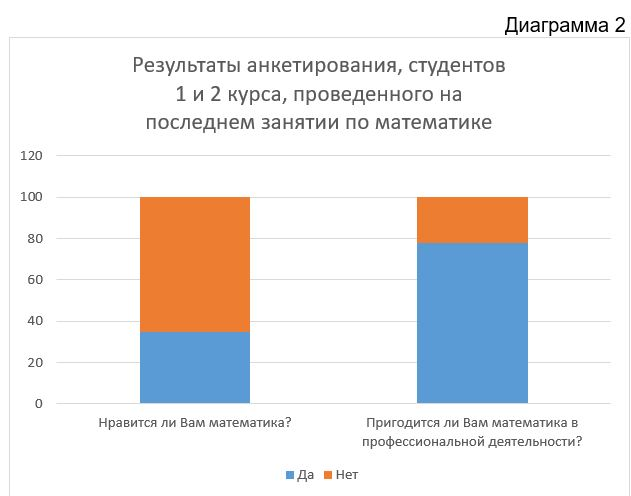 Диаграмма 2
Результаты анкетирования, студентов
1 и 2 курса, проведенного на
последнем занятии по математике
120
100
80
60
40
20
0
Нравится ли Вам математика?
Пригодится ли Вам математика в
профессиональной деятельности?
Да Нет